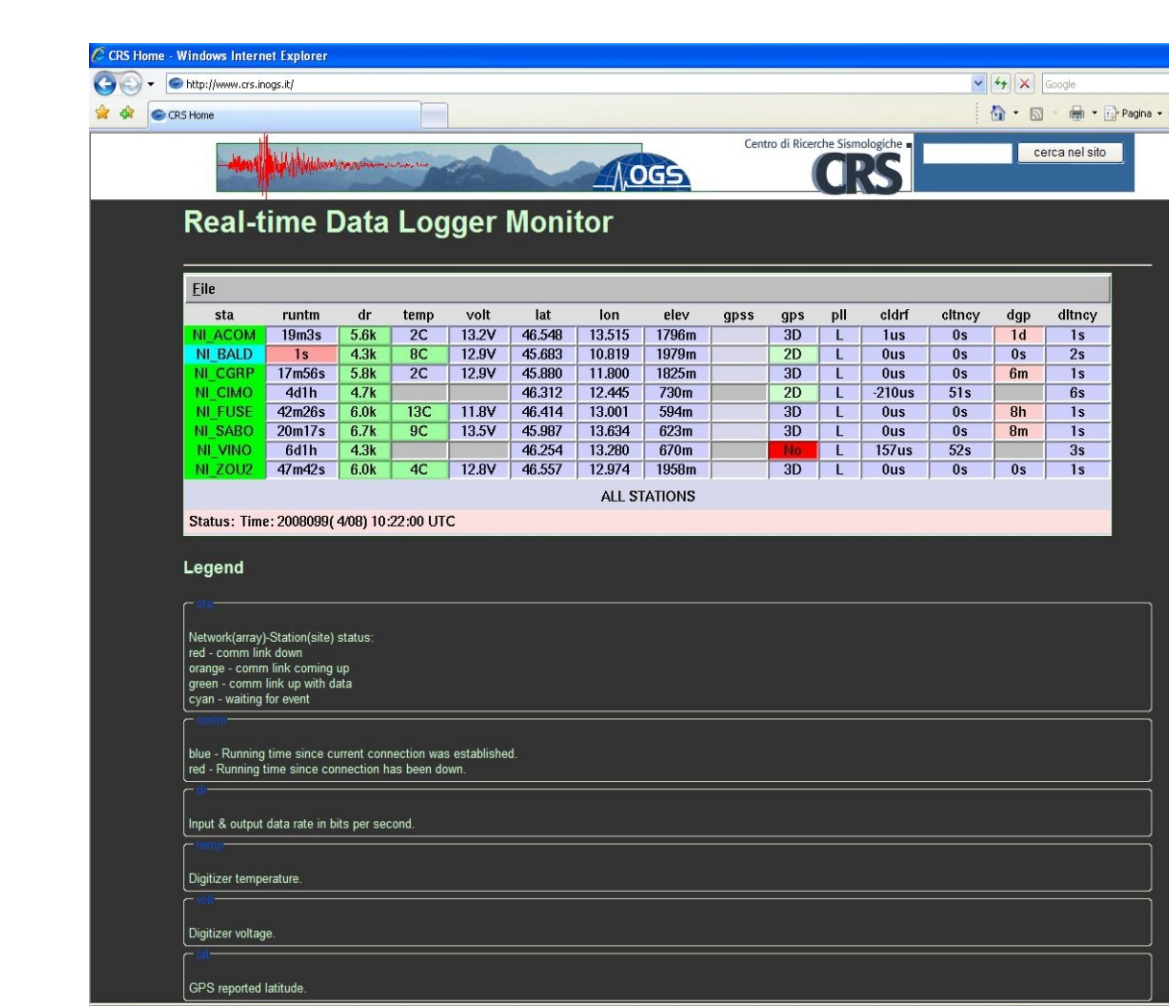 CRS Home - Windows Internet Explorer
http://www.crs.inogs.it/
Google
CRS Home
Pagina
OGS
Centro di Ricerche Sismologiche
CRS
cerca nel sito
Real-time Data Logger Monitor
File
sta runtm dr temp volt lat lon elev gpss gps pll cldrf cltncy dgp dltncy
NI_ACOM 19m3s 5.6k 2C 13.2V 46.548 13.515 1796m 3D L 1us 0s 1d 1s
NI_BALD 1s 4.3k 8C 12.9V 45.683 10.819 1979m 2D L 0us 0s 0s 2s
NI_CGRP 17m56s 5.8k 2C 12.9V 45.880 11.800 1825m 3D L 0us 0s 6m 1s
NI_CIMO 4d1h 4.7k 46.312 12.445 730m 2D L -210us 51s 6s
NI_FUSE 42m26s 6.0k 13C 11.8V 46.414 13.001 594m 3D L 0us 0s 8h 1s
NI_SABO 20m17s 6.7k 9C 13.5V 45.987 13.634 623m 3D L 0us 0s 8m 1s
NI_VINO 6d1h 4.3k 46.254 13.280 670m No L 157us 52s 3s
NI_ZOU2 47m42s 6.0k 4C 12.8V 46.557 12.974 1958m 3D L 0us 0s 0s 1s
ALL STATIONS
Status: Time: 2008099( 4/08) 10:22:00 UTC
Legend
sta
Network(array)-Station(site) status:
red - comm link down
orange - comm link coming up
green - comm link up with data
cyan - waiting for event
runtm
blue - Running time since current connection was established.
red - Running time since connection has been down.
dr
Input & output data rate in bits per second.
temp
Digitizer temperature.
volt
Digitizer voltage.
lat
GPS reported latitude.